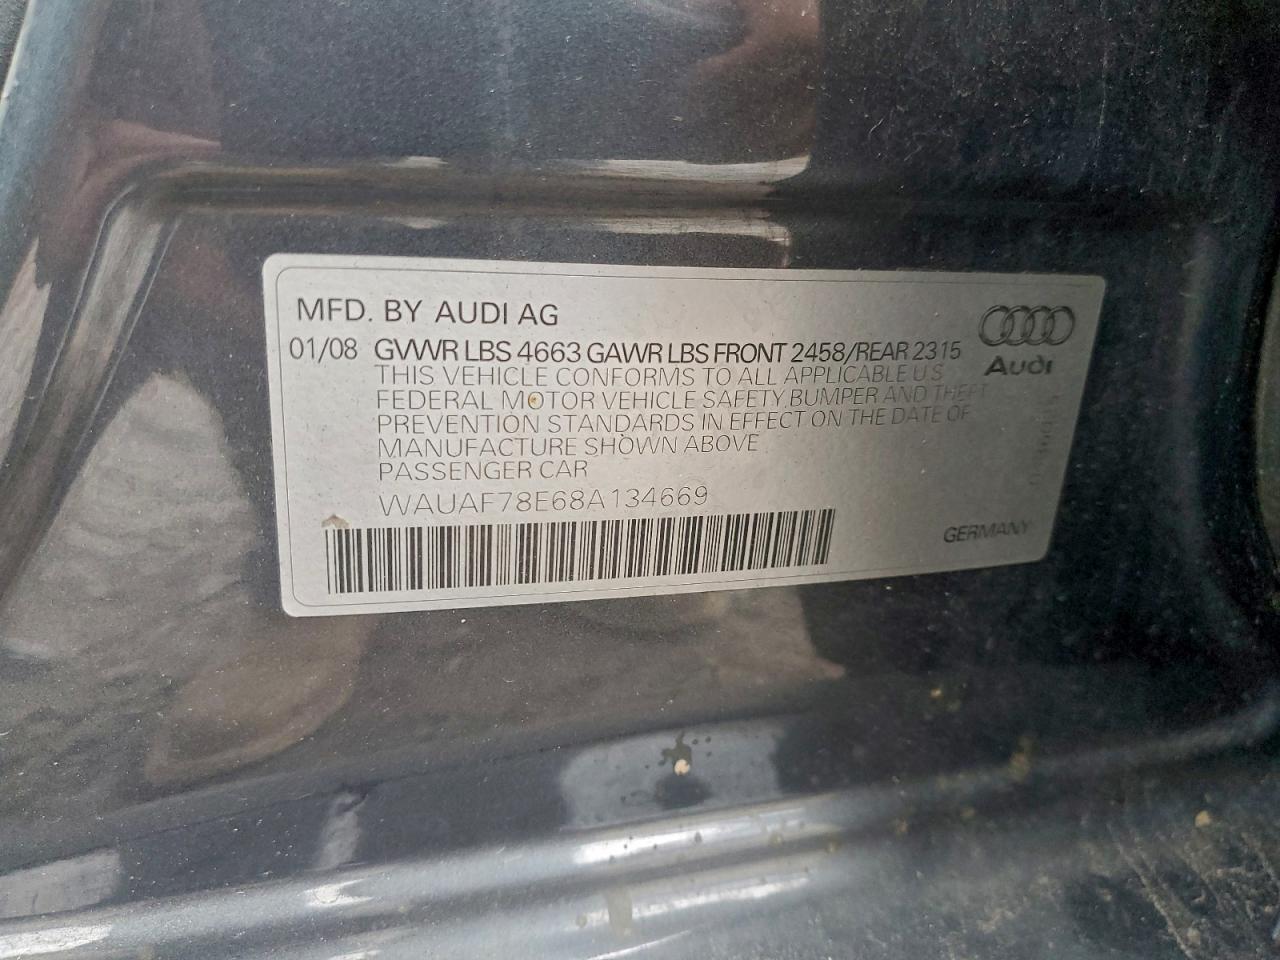 MFD. BY AUDI AG
01/08 GVWR LBS 4663 GAWR LBS FRONT 2458/REAR 2315
Audi
THIS VEHICLE CONFORMS TO ALL APPLICABLE U.S
FEDERAL MOTOR VEHICLE SAFETY, BUMPER AND THEFT
PREVENTION STANDARDS IN EFFECT ON THE DATE OF
MANUFACTURE SHOWN ABOVE
PASSENGER CAR
WAUAF78E68A134669
GERMANY